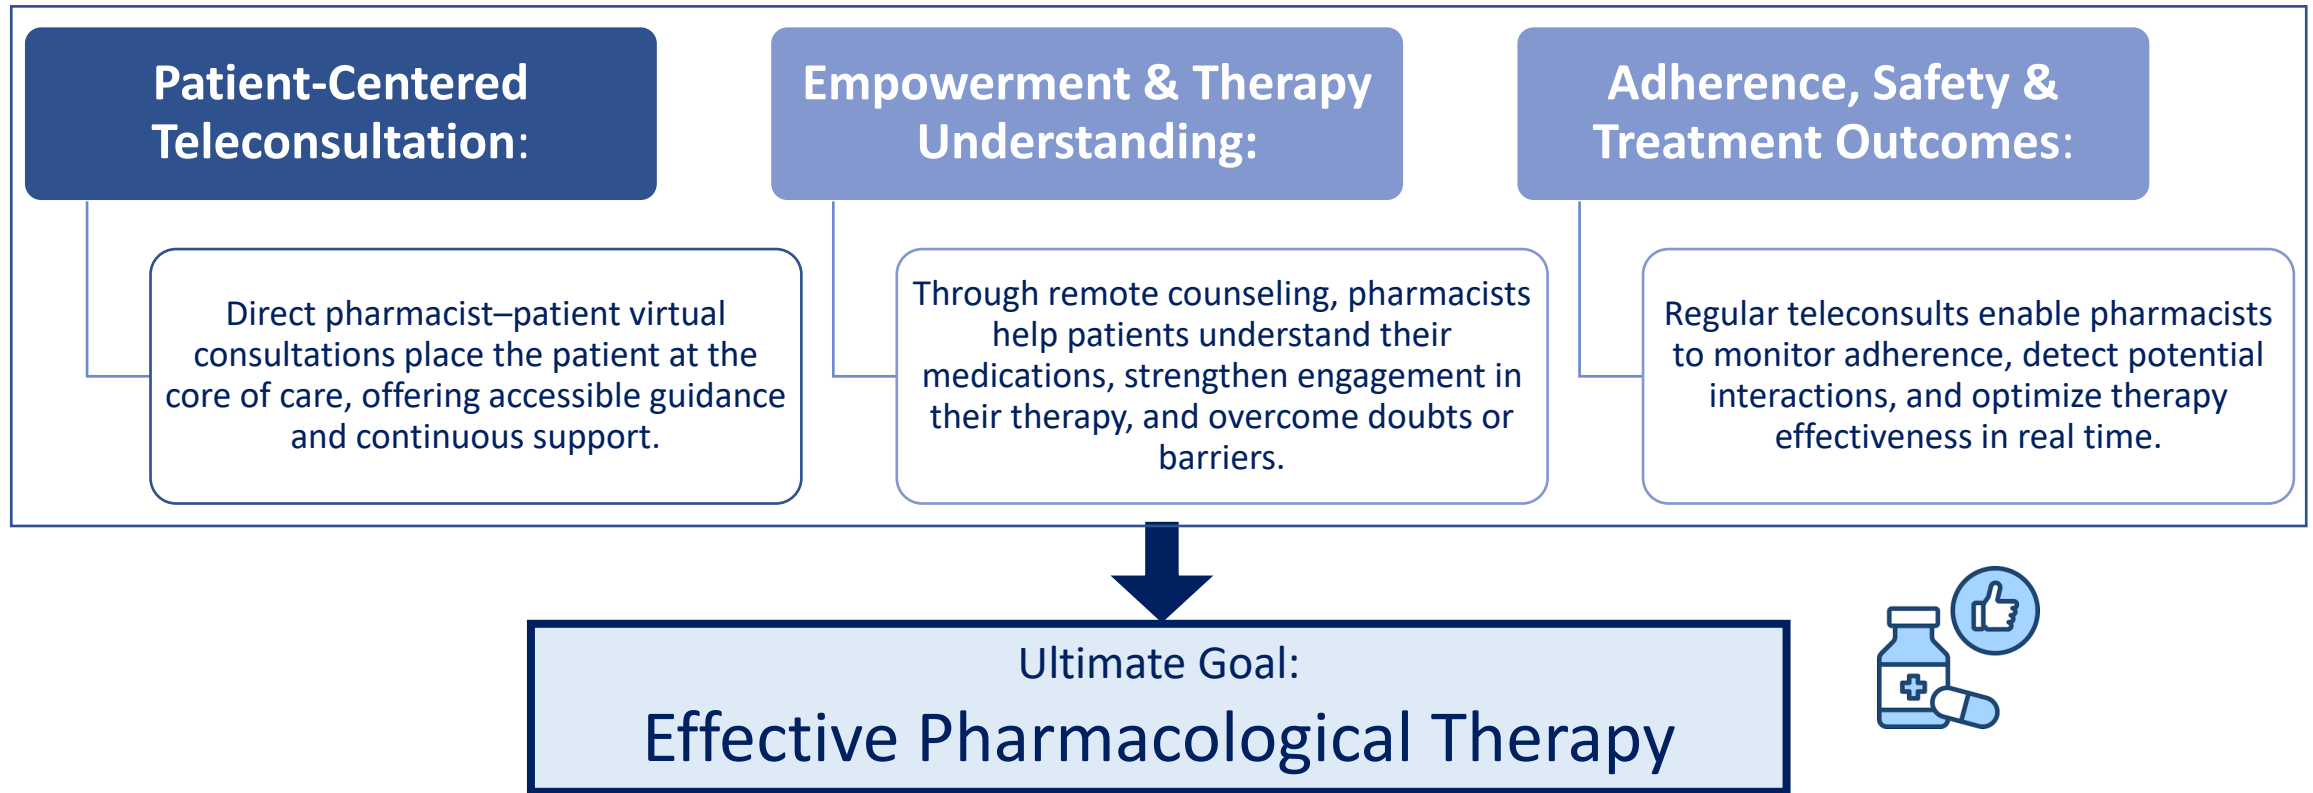 Patient-Centered
Teleconsultation:
Direct pharmacist–patient virtual
consultations place the patient at the
core of care, offering accessible guidance
and continuous support.
Empowerment & Therapy
Understanding:
Through remote counseling, pharmacists
help patients understand their
medications, strengthen engagement in
their therapy, and overcome doubts or
barriers.
Adherence, Safety &
Treatment Outcomes:
Regular teleconsults enable pharmacists
to monitor adherence, detect potential
interactions, and optimize therapy
effectiveness in real time.
Ultimate Goal:
Effective Pharmacological Therapy